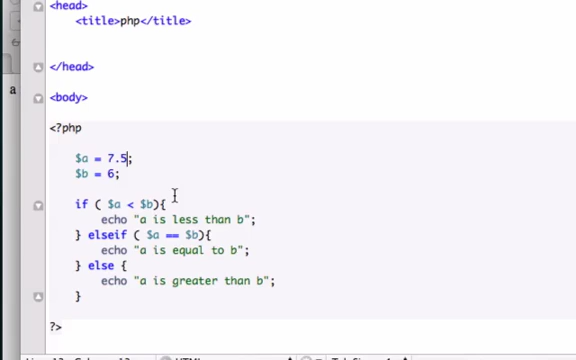 <head>
<title>php</title>
</head>
a
<body>
<?php
$a = 7.5;
$b = 6;
if ( $a < $b){
echo "a is less than b";
} elseif ( $a == $b){
echo "a is equal to b";
} else {
echo "a is greater than b";
}
?>